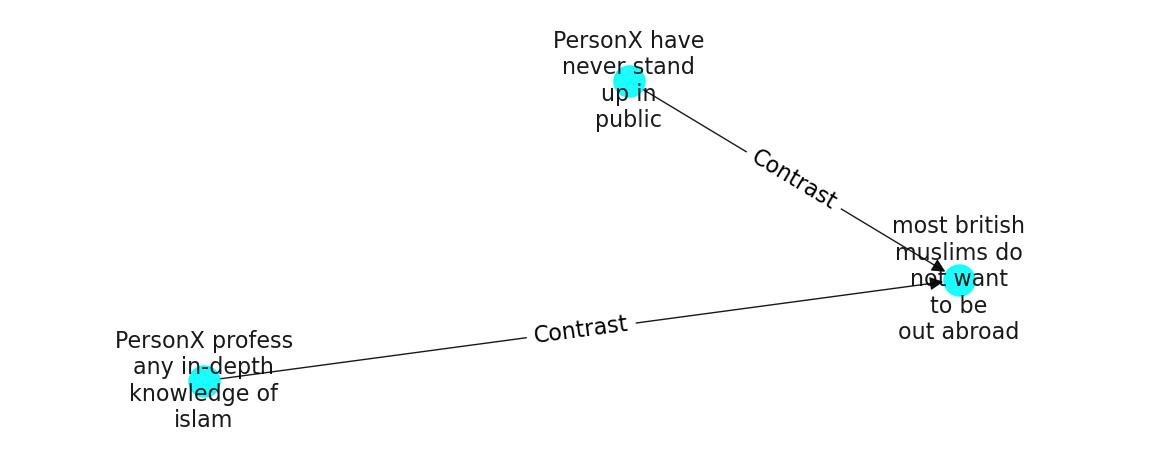 PersonX have
never stand
up in
public
Contrast
most british
muslims do
not want
to be
out abroad
Contrast
PersonX profess
any in-depth
knowledge of
islam